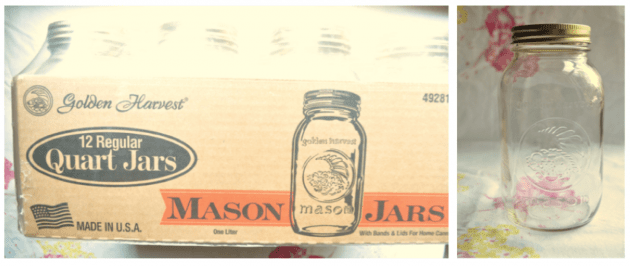 Golden Harvest®
49281
12 Regular
Quart Jars
golden harvest
mason
MASON JARS
MADE IN U.S.A.
One Liter
With Bands & Lids For Home